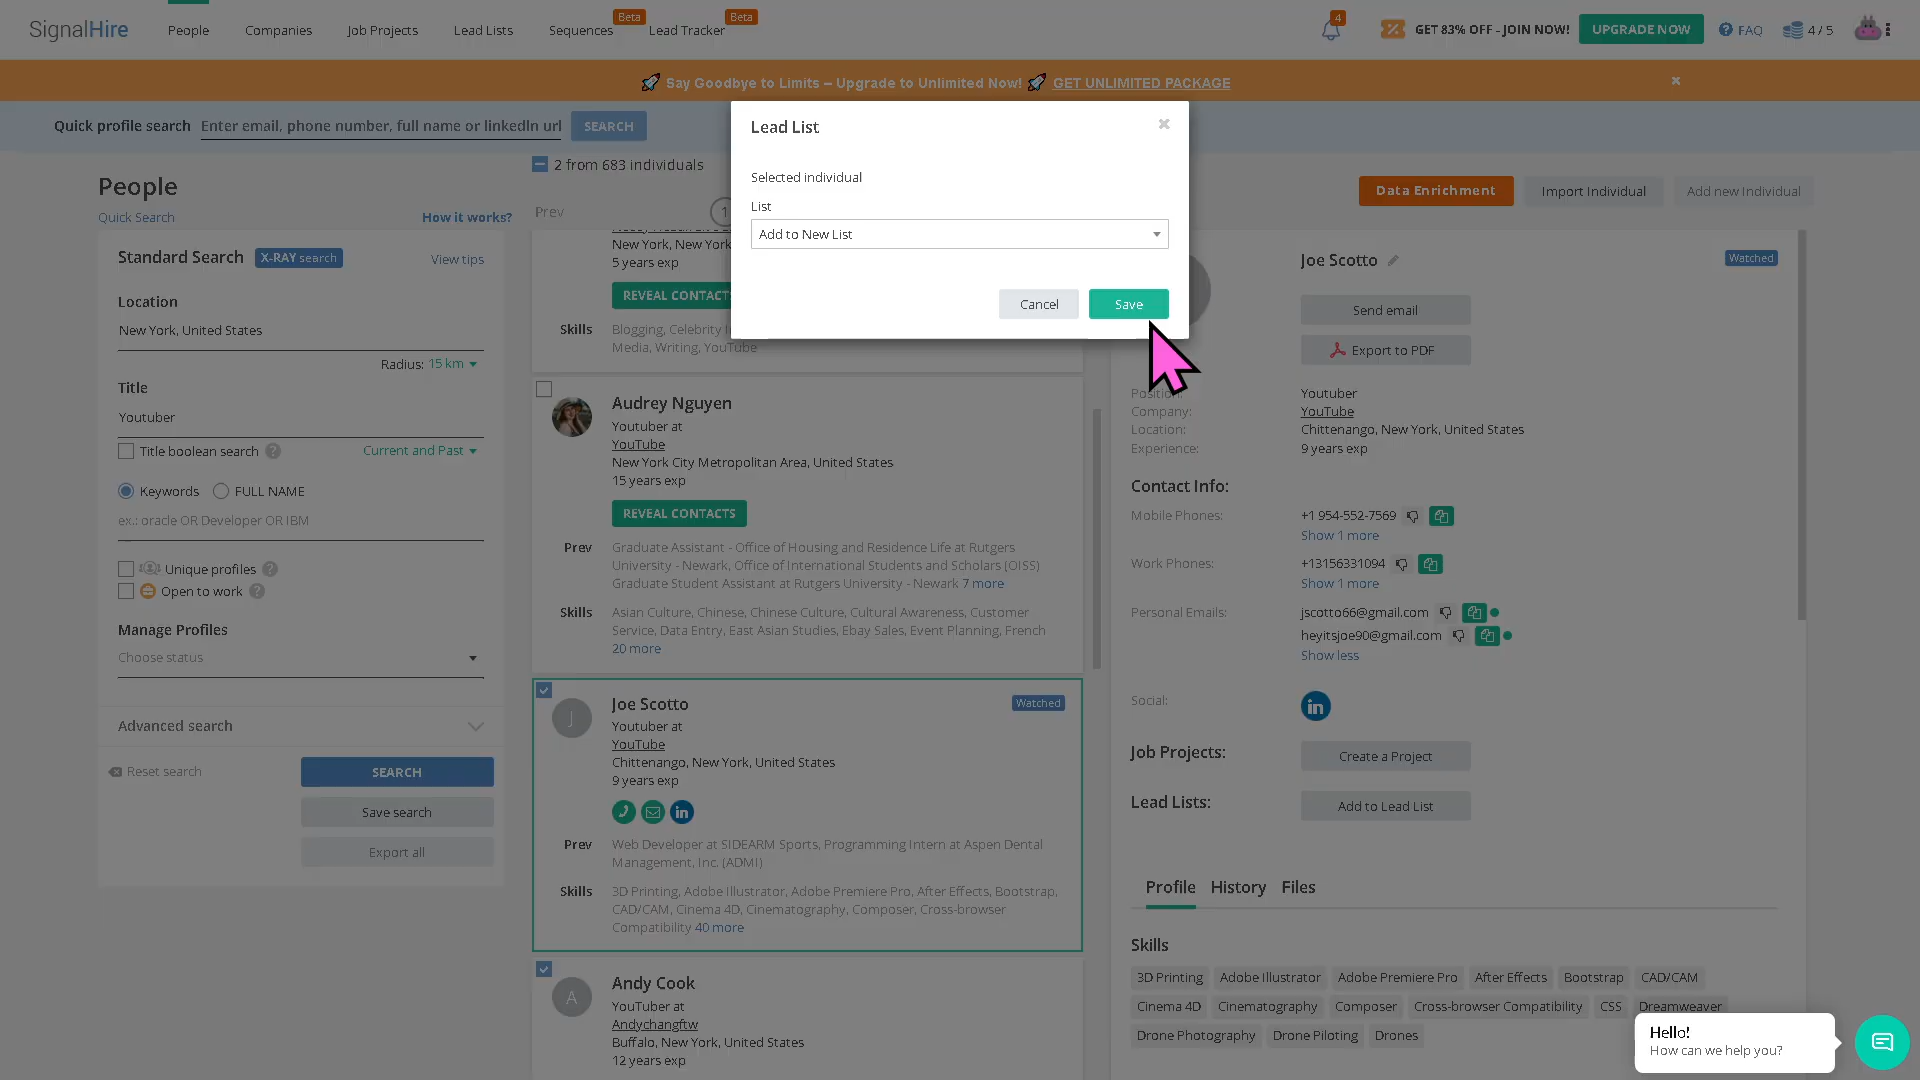 SignalHire
People
Companies
Job Projects
Lead Lists
Sequences
Beta
Lead Tracker
Beta
4
GET 83% OFF - JOIN NOW!
UPGRADE NOW
FAQ
4 / 5
Say Goodbye to Limits – Upgrade to Unlimited Now!
GET UNLIMITED PACKAGE
Quick profile search
Enter email, phone number, full name or linkedIn url
SEARCH
People
Quick Search
How it works?
Standard Search
X-RAY search
View tips
Location
New York, United States
Radius: 15 km
Title
Youtuber
Title boolean search
Current and Past
Keywords
FULL NAME
ex.: oracle OR Developer OR IBM
Unique profiles
Open to work
Manage Profiles
Choose status
Advanced search
Reset search
SEARCH
Save search
Export all
2 from 683 individuals
Prev
1
New York, New York
5 years exp
REVEAL CONTACTS
Skills
Blogging, Celebrity
Media, Writing, YouTube
Audrey Nguyen
Youtuber at
YouTube
New York City Metropolitan Area, United States
15 years exp
REVEAL CONTACTS
Prev
Graduate Assistant - Office of Housing and Residence Life at Rutgers
University - Newark, Office of International Students and Scholars (OISS)
Graduate Student Assistant at Rutgers University - Newark 7 more
Skills
Asian Culture, Chinese, Chinese Culture, Cultural Awareness, Customer
Service, Data Entry, East Asian Studies, Ebay Sales, Event Planning, French
20 more
Joe Scotto
Watched
J
Youtuber at
YouTube
Chittenango, New York, United States
9 years exp
Prev
Web Developer at SIDEARM Sports, Programming Intern at Aspen Dental
Management, Inc. (ADMI)
Skills
3D Printing, Adobe Illustrator, Adobe Premiere Pro, After Effects, Bootstrap,
CAD/CAM, Cinema 4D, Cinematography, Composer, Cross-browser
Compatibility 40 more
Andy Cook
A
YouTuber at
Andychangftw
Buffalo, New York, United States
12 years exp
Lead List
Selected individual
List
Add to New List
Cancel
Save
Data Enrichment
Import Individual
Add new Individual
Joe Scotto
Watched
Send email
Export to PDF
Position:
Youtuber
Company:
YouTube
Location:
Chittenango, New York, United States
Experience:
9 years exp
Contact Info:
Mobile Phones:
+1 954-552-7569
Show 1 more
Work Phones:
+13156331094
Show 1 more
Personal Emails:
jscotto66@gmail.com
heyitsjoe90@gmail.com
Show less
Social:
in
Job Projects:
Create a Project
Lead Lists:
Add to Lead List
Profile
History
Files
Skills
3D Printing
Adobe Illustrator
Adobe Premiere Pro
After Effects
Bootstrap
CAD/CAM
Cinema 4D
Cinematography
Composer
Cross-browser Compatibility
CSS
Dreamweaver
Drone Photography
Drone Piloting
Drones
Hello!
How can we help you?